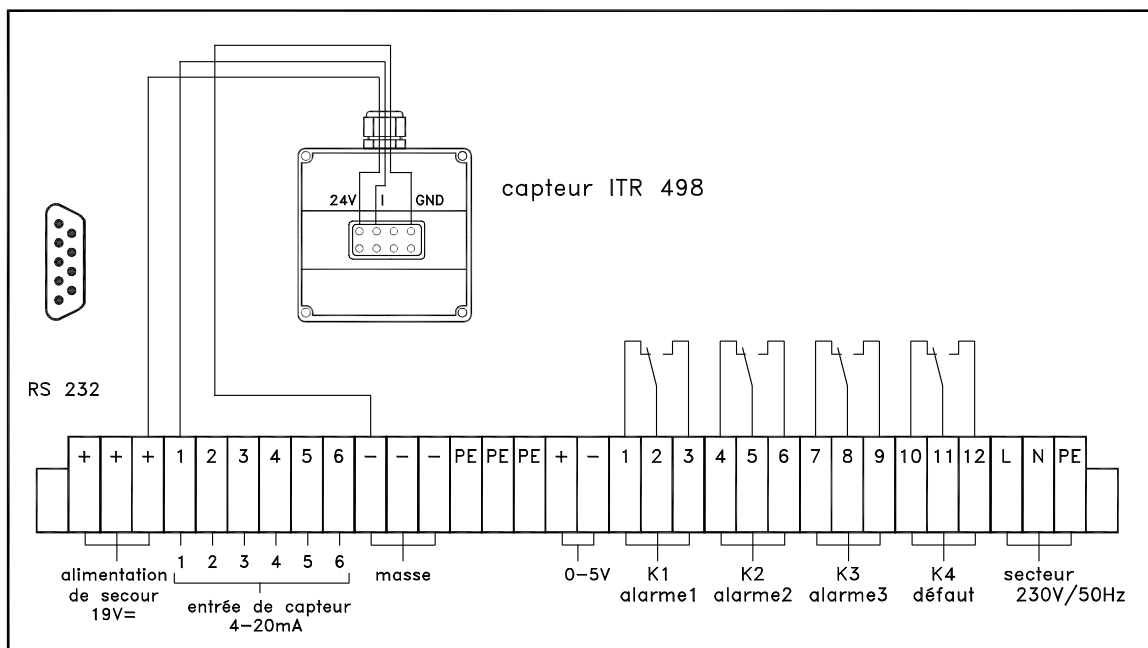 capteur ITR 498
24V I GND
RS 232
+ + + 1 2 3 4 5 6 - - - PE PE PE + - 1 2 3 4 5 6 7 8 9 10 11 12 L N PE
1 2 3 4 5 6
alimentation
de secour
19V=
entrée de capteur
4-20mA
masse
0-5V
K1
alarme1
K2
alarme2
K3
alarme3
K4
défaut
secteur
230V/50Hz